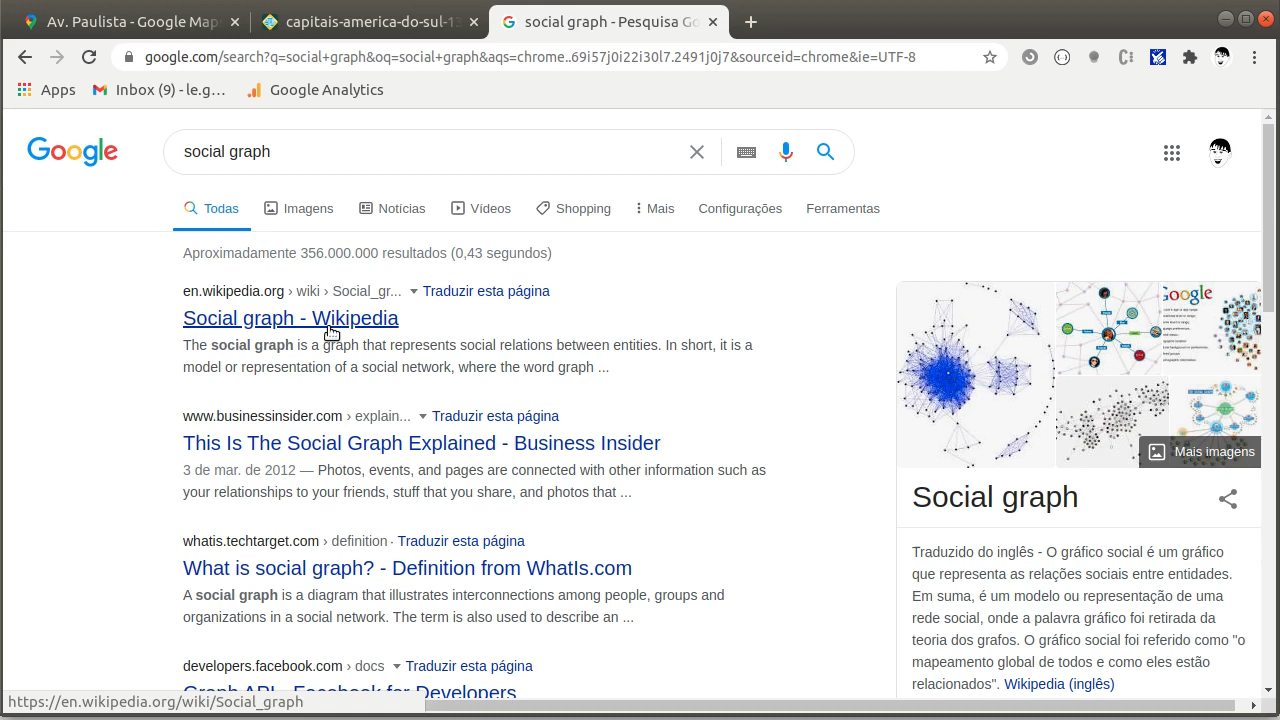 Av. Paulista - Google Map
capitais-america-do-sul-13
social graph - Pesquisa Go
google.com/search?q=social+graph&oq=social+graph&aqs=chrome..69i57j0i22i30l7.2491j0j7&sourceid=chrome&ie=UTF-8
Apps
Inbox (9) - le.g...
Google Analytics
Google
social graph
Todas
Imagens
Notícias
Vídeos
Shopping
Mais
Configurações
Ferramentas
Aproximadamente 356.000.000 resultados (0,43 segundos)
en.wikipedia.org › wiki › Social_gr... Traduzir esta página
Social graph - Wikipedia
The social graph is a graph that represents social relations between entities. In short, it is a
model or representation of a social network, where the word graph ...
www.businessinsider.com › explain... Traduzir esta página
This Is The Social Graph Explained - Business Insider
3 de mar. de 2012 — Photos, events, and pages are connected with other information such as
your relationships to your friends, stuff that you share, and photos that ...
whatis.techtarget.com › definition · Traduzir esta página
What is social graph? - Definition from WhatIs.com
A social graph is a diagram that illustrates interconnections among people, groups and
organizations in a social network. The term is also used to describe an ...
developers.facebook.com › docs Traduzir esta página
Graph API - Facebook for Developers
https://en.wikipedia.org/wiki/Social_graph
Google
Mais imagens
Social graph
Traduzido do inglês - O gráfico social é um gráfico
que representa as relações sociais entre entidades.
Em suma, é um modelo ou representação de uma
rede social, onde a palavra gráfico foi retirada da
teoria dos grafos. O gráfico social foi referido como "o
mapeamento global de todos e como eles estão
relacionados". Wikipedia (inglês)